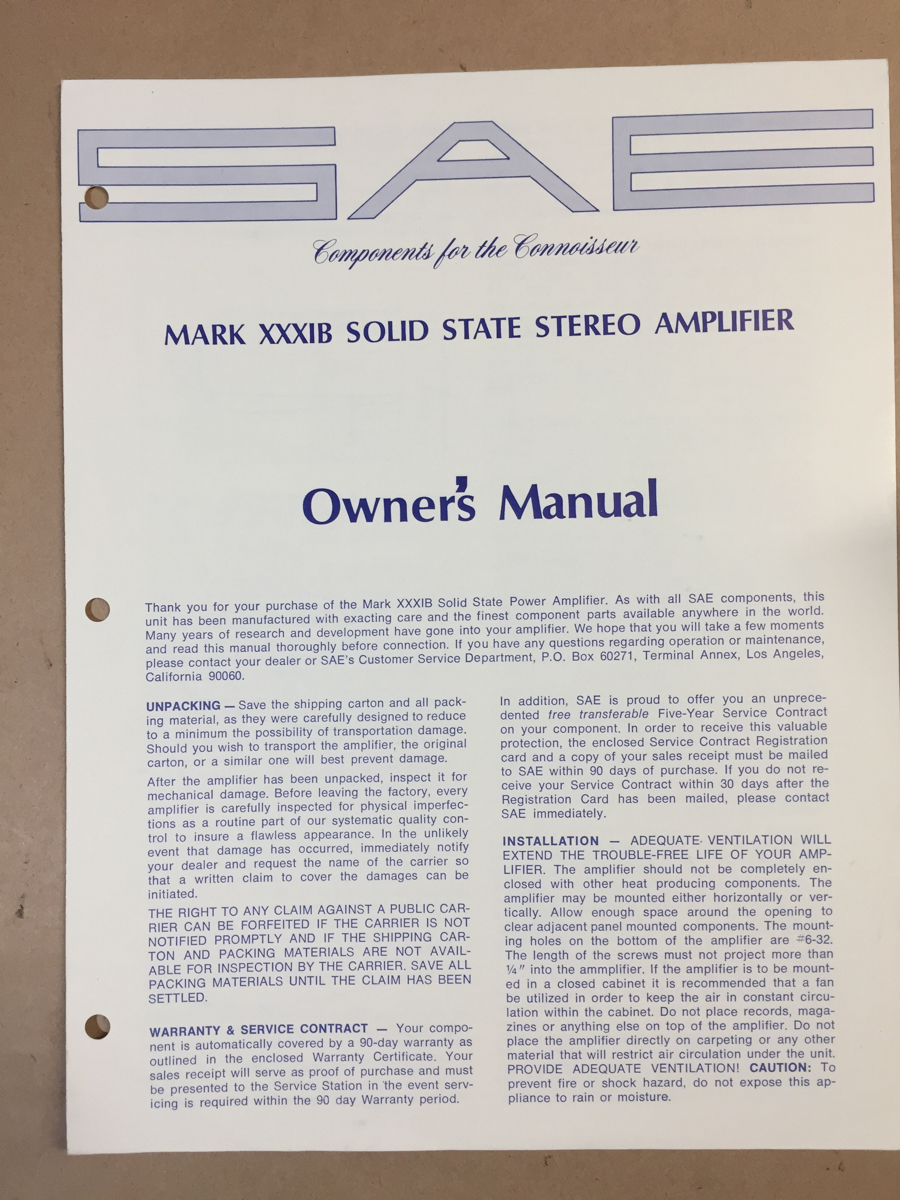 SAE
Components for the Connoisseur
MARK XXXIB SOLID STATE STEREO AMPLIFIER
Owner's Manual
Thank you for your purchase of the Mark XXXIB Solid State Power Amplifier. As with all SAE components, this
unit has been manufactured with exacting care and the finest component parts available anywhere in the world.
Many years of research and development have gone into your amplifier. We hope that you will take a few moments
and read this manual thoroughly before connection. If you have any questions regarding operation or maintenance,
please contact your dealer or SAE's Customer Service Department, P.O. Box 60271, Terminal Annex, Los Angeles,
California 90060.
UNPACKING — Save the shipping carton and all pack-
ing material, as they were carefully designed to reduce
to a minimum the possibility of transportation damage.
Should you wish to transport the amplifier, the original
carton, or a similar one will best prevent damage.
After the amplifier has been unpacked, inspect it for
mechanical damage. Before leaving the factory, every
amplifier is carefully inspected for physical imperfec-
tions as a routine part of our systematic quality con-
trol to insure a flawless appearance. In the unlikely
event that damage has occurred, immediately notify
your dealer and request the name of the carrier so
that a written claim to cover the damages can be
initiated.
THE RIGHT TO ANY CLAIM AGAINST A PUBLIC CAR-
RIER CAN BE FORFEITED IF THE CARRIER IS NOT
NOTIFIED PROMPTLY AND IF THE SHIPPING CAR-
TON AND PACKING MATERIALS ARE NOT AVAIL-
ABLE FOR INSPECTION BY THE CARRIER. SAVE ALL
PACKING MATERIALS UNTIL THE CLAIM HAS BEEN
SETTLED.
WARRANTY & SERVICE CONTRACT — Your compo-
nent is automatically covered by a 90-day warranty as
outlined in the enclosed Warranty Certificate. Your
sales receipt will serve as proof of purchase and must
be presented to the Service Station in the event serv-
icing is required within the 90 day Warranty period.
In addition, SAE is proud to offer you an unprece-
dented free transferable Five-Year Service Contract
on your component. In order to receive this valuable
protection, the enclosed Service Contract Registration
card and a copy of your sales receipt must be mailed
to SAE within 90 days of purchase. If you do not re-
ceive your Service Contract within 30 days after the
Registration Card has been mailed, please contact
SAE immediately.
INSTALLATION — ADEQUATE VENTILATION WILL
EXTEND THE TROUBLE-FREE LIFE OF YOUR AMP-
LIFIER. The amplifier should not be completely en-
closed with other heat producing components. The
amplifier may be mounted either horizontally or ver-
tically. Allow enough space around the opening to
clear adjacent panel mounted components. The mount-
ing holes on the bottom of the amplifier are #6-32.
The length of the screws must not project more than
¼" into the ammplifier. If the amplifier is to be mount-
ed in a closed cabinet it is recommended that a fan
be utilized in order to keep the air in constant circu-
lation within the cabinet. Do not place records, maga-
zines or anything else on top of the amplifier. Do not
place the amplifier directly on carpeting or any other
material that will restrict air circulation under the unit.
PROVIDE ADEQUATE VENTILATION! CAUTION: To
prevent fire or shock hazard, do not expose this ap-
pliance to rain or moisture.